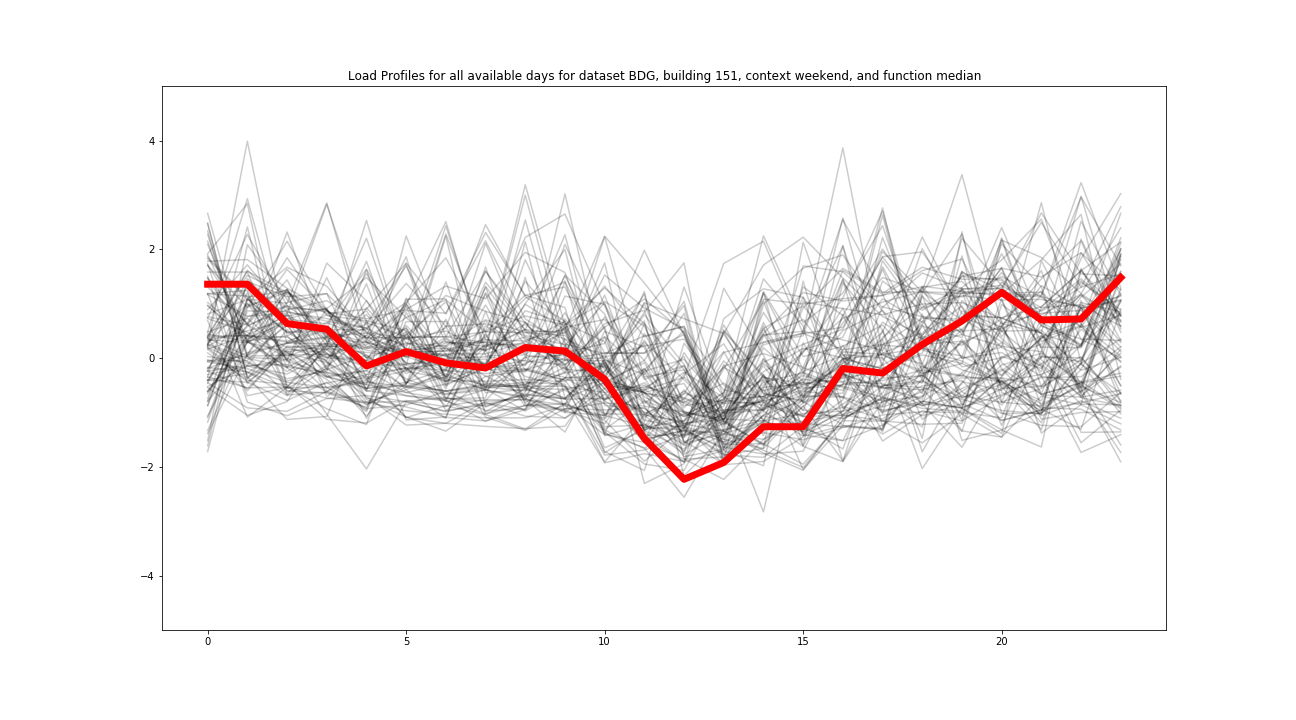 Load Profiles for all available days for dataset BDG, building 151, context weekend, and function median
4
2
0
−2
−4
0 5 10 15 20